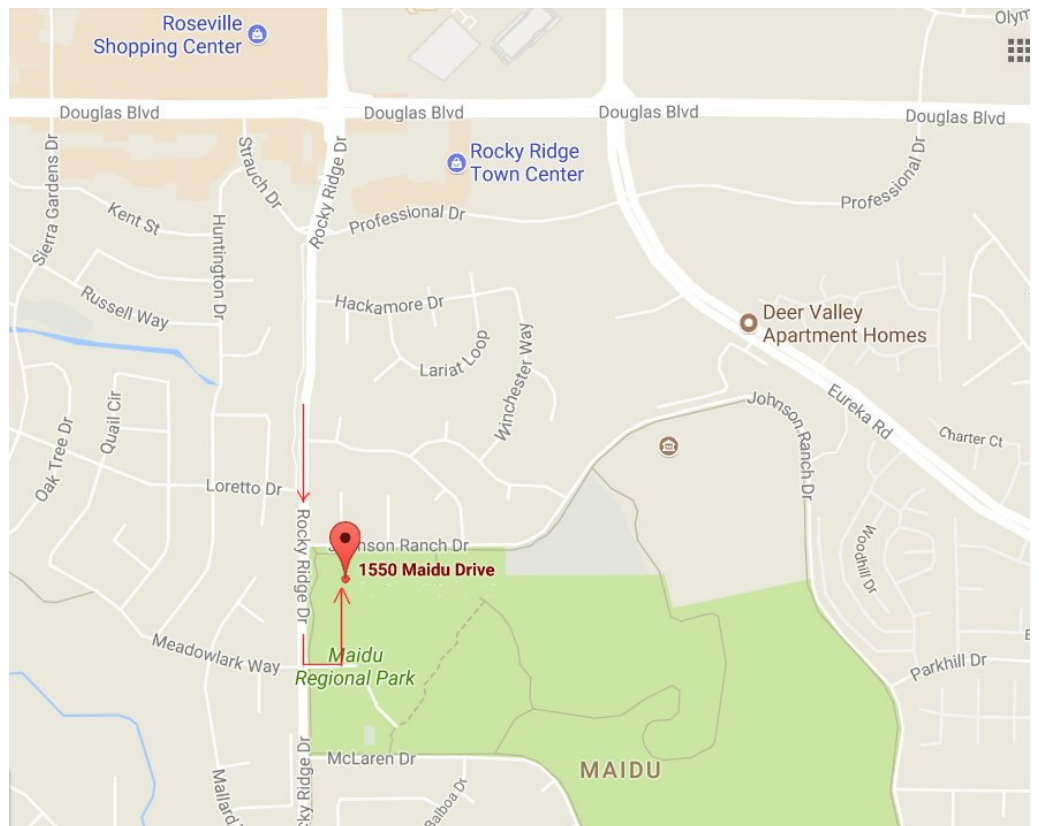 Roseville
Shopping Center
Olym
Douglas Blvd
Douglas Blvd
Douglas Blvd
Douglas Blvd
Sierra Gardens Dr
Strauch Dr
Rocky Ridge Dr
Rocky Ridge
Town Center
Professional Dr
Professional Dr
Kent St
Huntington Dr
Russell Way
Hackamore Dr
Lariat Loop
Winchester Way
Deer Valley
Apartment Homes
Eureka Rd
Johnson Ranch Dr
Charter Ct
Oak Tree Dr
Quail Cir
Loretto Dr
Rocky Ridge Dr
nson Ranch Dr
1550 Maidu Drive
Woodhill Dr
Meadowlark Way
Maidu
Regional Park
Parkhill Dr
McLaren Dr
MAIDU
cky Ridge Dr
Mallard
Balboa Dr